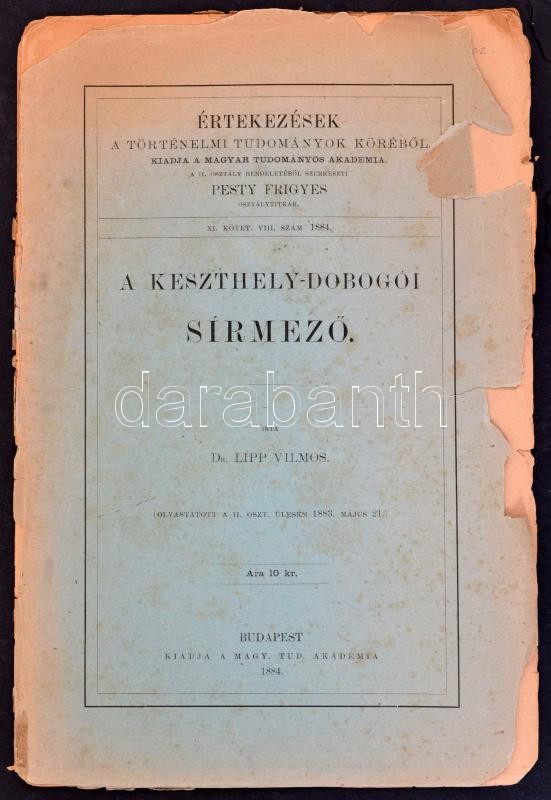 02
ÉRTEKEZÉSEK
A TÖRTÉNELMI TUDOMÁNYOK KÖRÉBŐL.
KIADJA A MAGYAR TUDOMÁNYOS AKADEMIA.
A II. OSZTÁLY RENDELETÉBŐL SZERKESZTI
PESTY FRIGYES
OSZTÁLYTITKÁR.
XI. KÖTET. VIII. SZÁM 1884.
A KESZTHELY-DOBOGÓI
SÍRMEZŐ.
darabanth
IRTA
DR. LIPP VILMOS.
(OLVASTATOTT A II. OSZT. ÜLESÉN 1883. MÁJUS 21.)
Ára 10 kr.
BUDAPEST
KIADJA A MAGY. TUD. AKADÉMIA
1884.